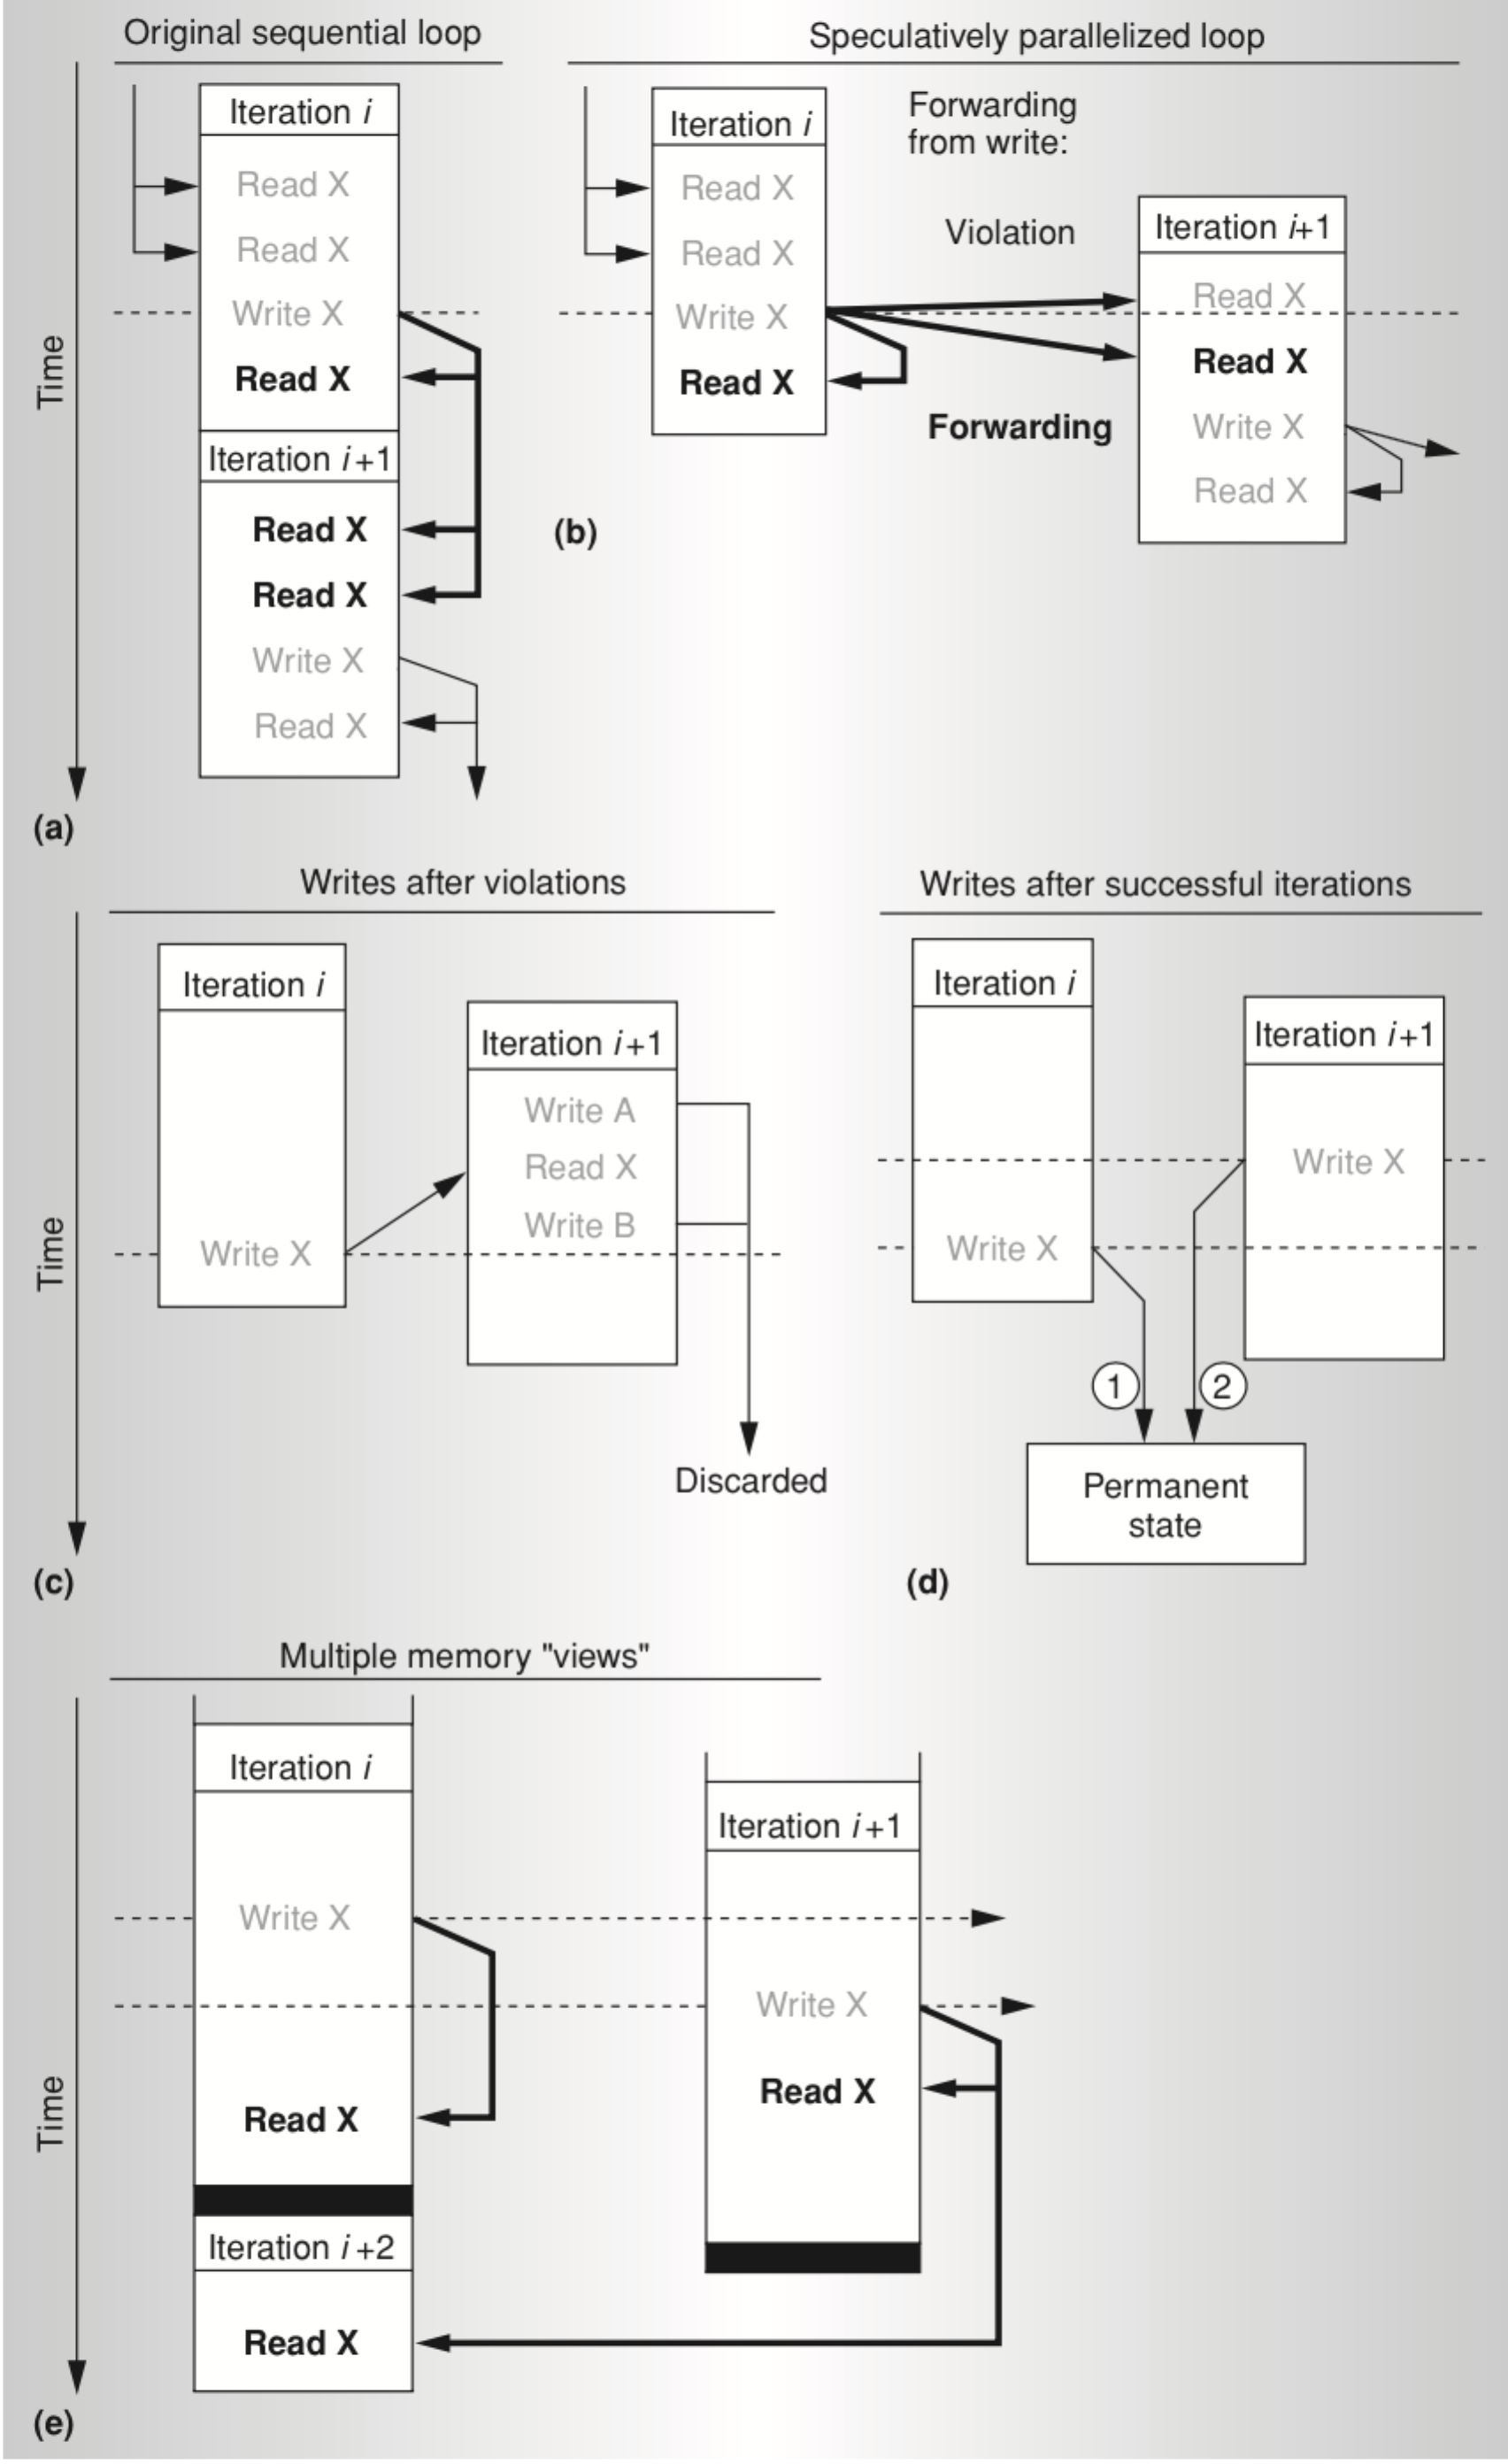 Original sequential loop
Time
Iteration i
Read X
Read X
Write X
Read X
Iteration i+1
Read X
Read X
Write X
Read X
(a)
Speculatively parallelized loop
Iteration i
Read X
Read X
Write X
Read X
Forwarding
from write:
Violation
Forwarding
Iteration i+1
Read X
Read X
Write X
Read X
(b)
Writes after violations
Time
Iteration i
Write X
Iteration i+1
Write A
Read X
Write B
Discarded
(c)
Writes after successful iterations
Iteration i
Write X
Iteration i+1
Write X
1
2
Permanent
state
(d)
Multiple memory "views"
Time
Iteration i
Write X
Read X
Iteration i+2
Read X
Iteration i+1
Write X
Read X
(e)